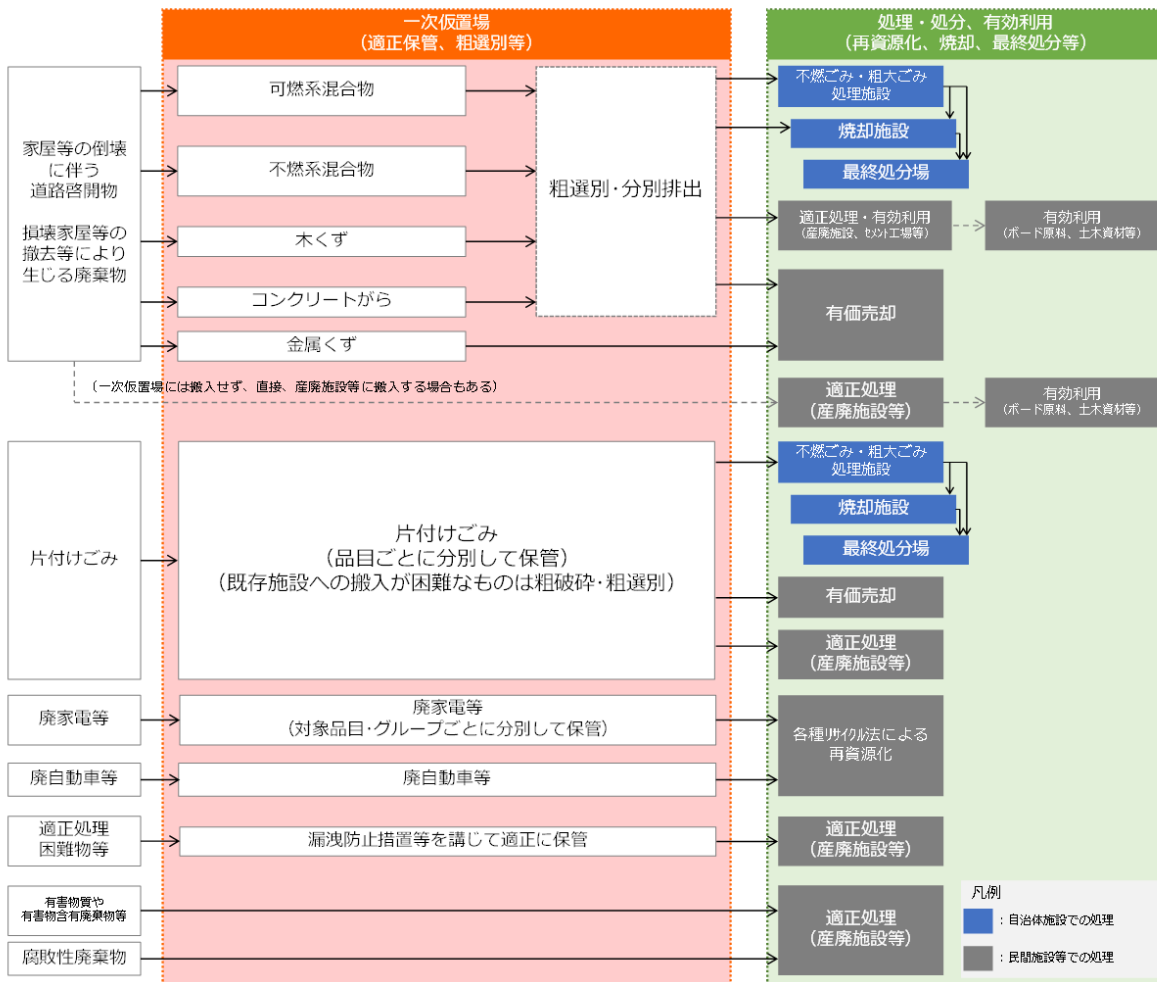 一次仮置場
(適正保管、粗選別等)
処理・処分、有効利用
(再資源化、焼却、最終処分等)
家屋等の倒壊
に伴う
道路啓開物
損壊家屋等の
撤去等により
生じる廃棄物
可燃系混合物
不燃系混合物
木くず
コンクリートがら
金属くず
粗選別・分別排出
不燃ごみ・粗大ごみ
処理施設
焼却施設
最終処分場
適正処理・有効利用
(産廃施設、セメント工場等)
有効利用
(ボード原料、土木資材等)
有価売却
(一次仮置場には搬入せず、直接、産廃施設等に搬入する場合もある)
適正処理
(産廃施設等)
有効利用
(ボード原料、土木資材等)
片付けごみ
片付けごみ
(品目ごとに分別して保管)
(既存施設への搬入が困難なものは粗破砕・粗選別)
不燃ごみ・粗大ごみ
処理施設
焼却施設
最終処分場
有価売却
適正処理
(産廃施設等)
廃家電等
廃家電等
(対象品目・グループごとに分別して保管)
各種リサイクル法による
再資源化
廃自動車等
廃自動車等
適正処理
困難物等
漏洩防止措置等を講じて適正に保管
適正処理
(産廃施設等)
有害物質や
有害物含有廃棄物等
腐敗性廃棄物
適正処理
(産廃施設等)
凡例
:自治体施設での処理
:民間施設等での処理